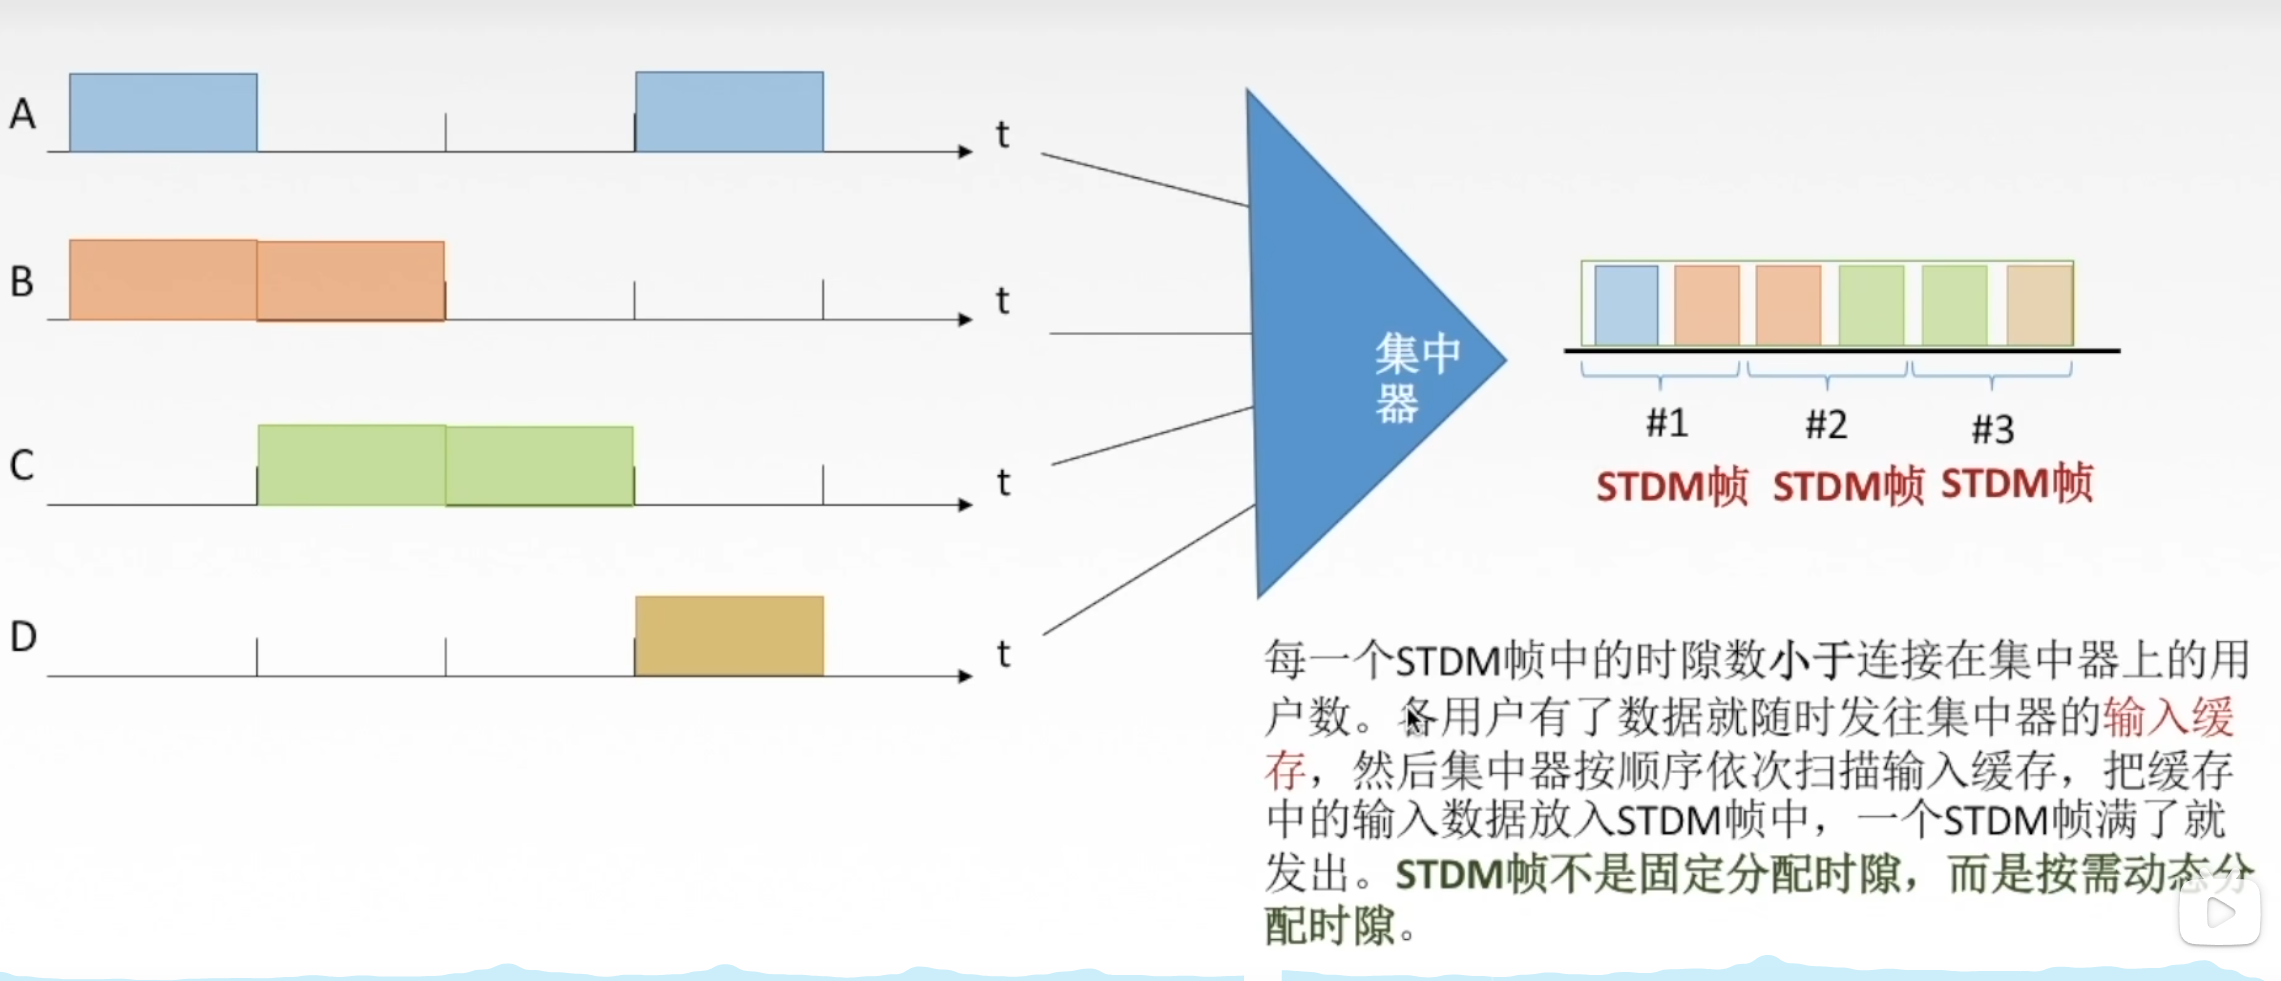 A
t
B
t
C
t
D
t
集中
器
#1
#2
#3
STDM帧
STDM帧
STDM帧
每一个STDM帧中的时隙数小于连接在集中器上的用
户数。各用户有了数据就随时发往集中器的输入缓
存，然后集中器按顺序依次扫描输入缓存，把缓存
中的输入数据放入STDM帧中，一个STDM帧满了就
发出。STDM帧不是固定分配时隙，而是按需动态分
配时隙。